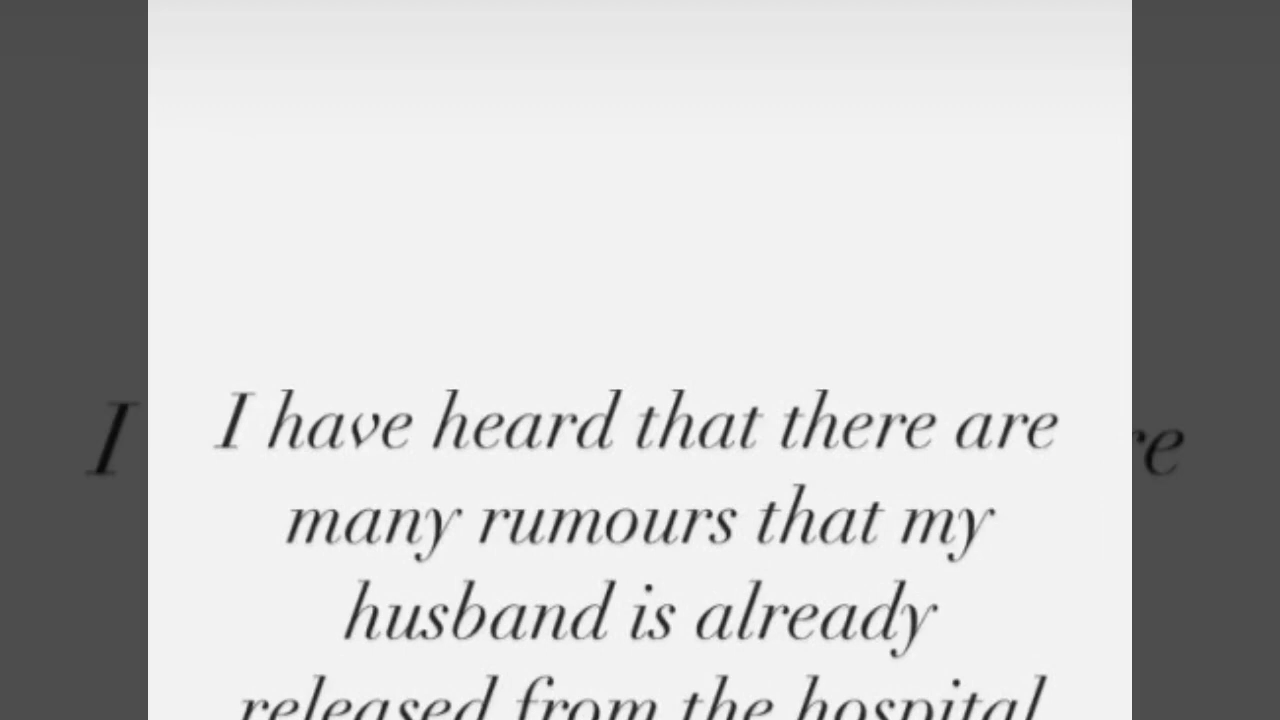 I have heard that there are
many rumours that my
husband is already
released from the hospital